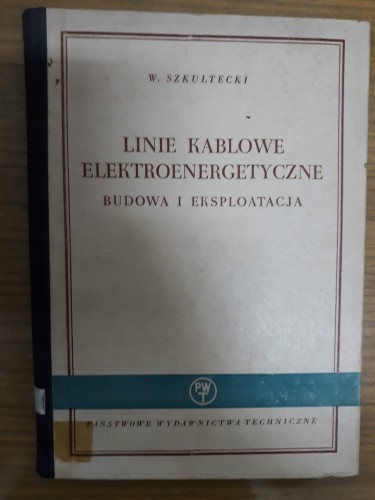 W. SZKULTECKI
LINIE KABLOWE
ELEKTROENERGETYCZNE
BUDOWA I EKSPLOATACJA
PWT
PAŃSTWOWE WYDAWNICTWA TECHNICZNE